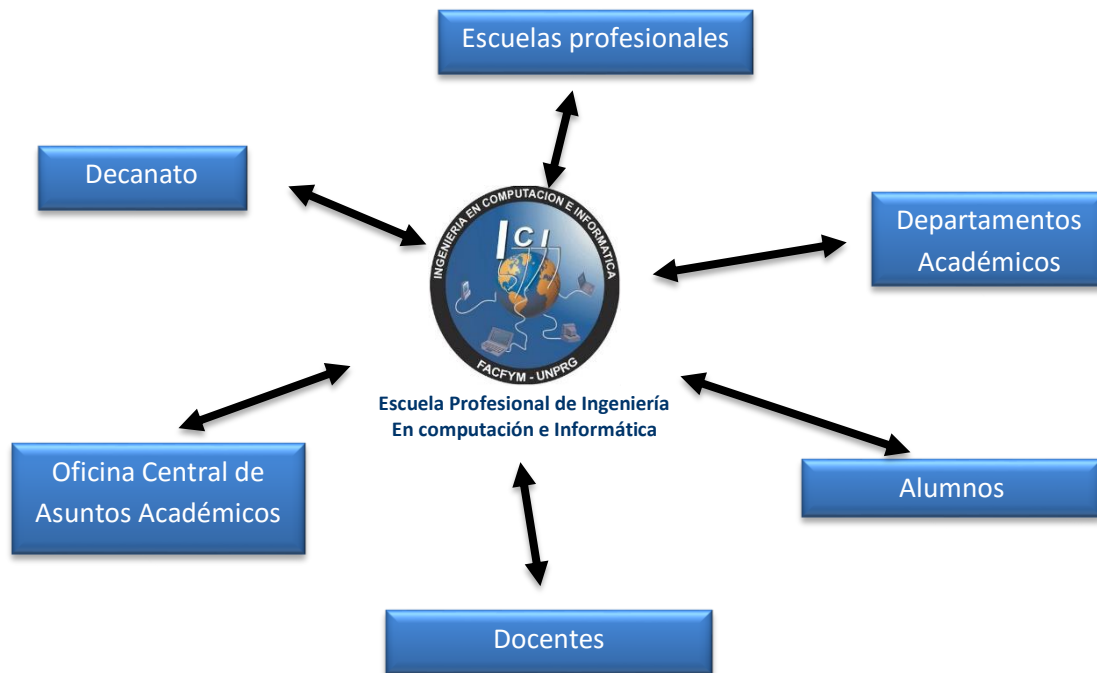 Escuelas profesionales
Decanato
Departamentos
Académicos
INGENIERIA EN COMPUTACION E INFORMATICA
ICI
FACFYM - UNPRG
Escuela Profesional de Ingeniería
En computación e Informática
Oficina Central de
Asuntos Académicos
Alumnos
Docentes